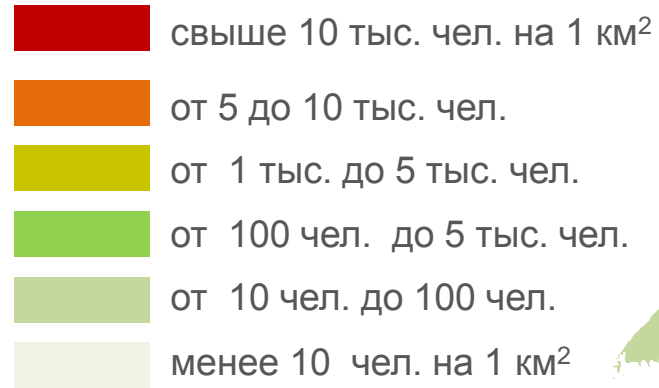 свыше 10 тыс. чел. на 1 км²
от 5 до 10 тыс. чел.
от 1 тыс. до 5 тыс. чел.
от 100 чел. до 5 тыс. чел.
от 10 чел. до 100 чел.
менее 10 чел. на 1 км²